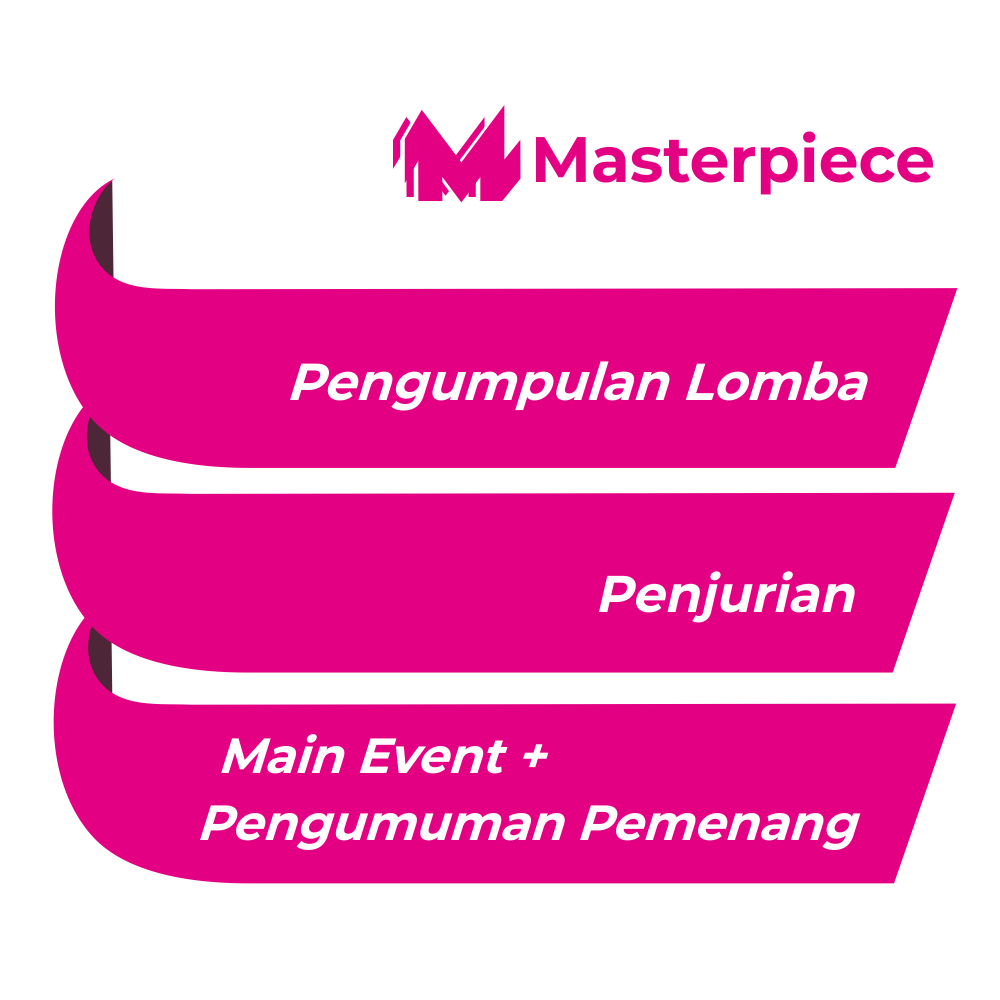 Masterpiece
Pengumpulan Lomba
Penjurian
Main Event +
Pengumuman Pemenang